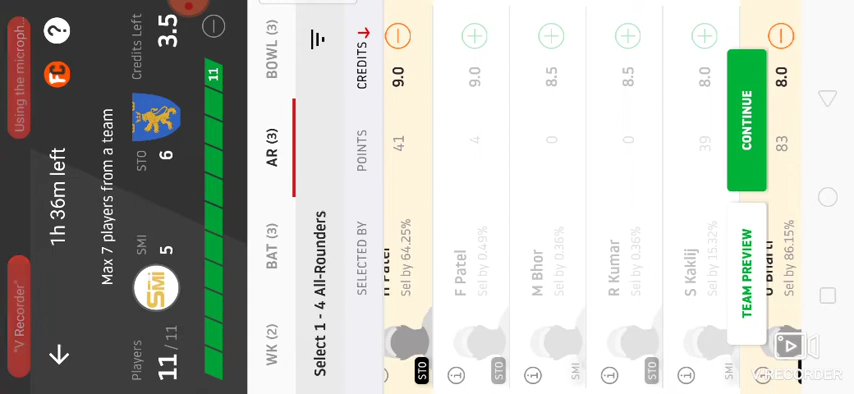 "V Recorder"
Using the microph
1h 36m left
FC
?
Max 7 players from a team
Players
11 / 11
SMi
SMI
5
STO
6
Credits Left
3.5
11
WK (2)
BAT (3)
AR (3)
BOWL (3)
Select 1 - 4 All-Rounders
SELECTED BY
POINTS
CREDITS
Patel
Sel by 64.25%
41
9.0
STO
F Patel
Sel by 0.49%
4
9.0
STO
M Bhor
Sel by 0.36%
0
8.5
SMI
R Kumar
Sel by 0.36%
0
8.5
STO
S Kaklij
Sel by 15.32%
39
8.0
SMI
Bharti
Sel by 86.15%
83
8.0
TEAM PREVIEW
CONTINUE
V RECORDER